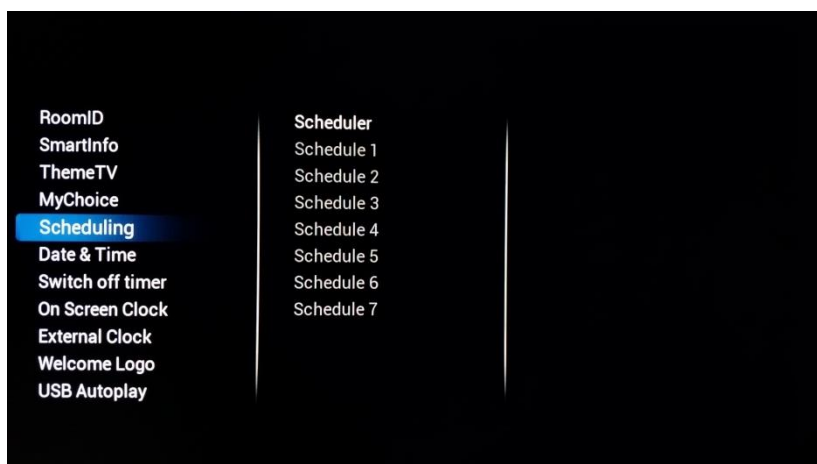 RoomID
SmartInfo
ThemeTV
MyChoice
Scheduling
Date & Time
Switch off timer
On Screen Clock
External Clock
Welcome Logo
USB Autoplay
Scheduler
Schedule 1
Schedule 2
Schedule 3
Schedule 4
Schedule 5
Schedule 6
Schedule 7